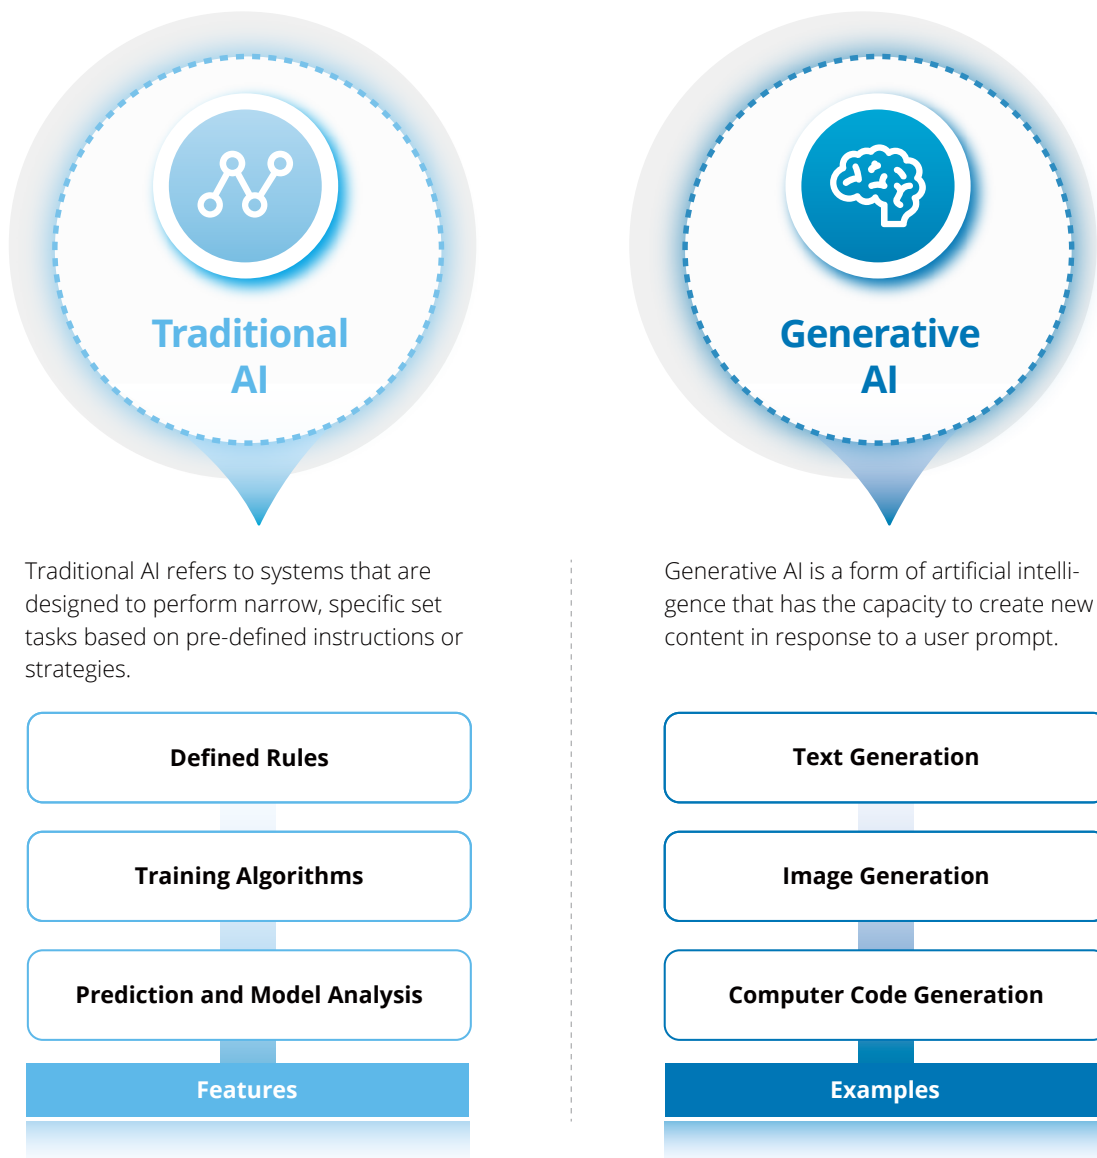 Traditional
AI
Traditional AI refers to systems that are
designed to perform narrow, specific set
tasks based on pre-defined instructions or
strategies.
Defined Rules
Training Algorithms
Prediction and Model Analysis
Features
Generative
AI
Generative AI is a form of artificial intelli-
gence that has the capacity to create new
content in response to a user prompt.
Text Generation
Image Generation
Computer Code Generation
Examples